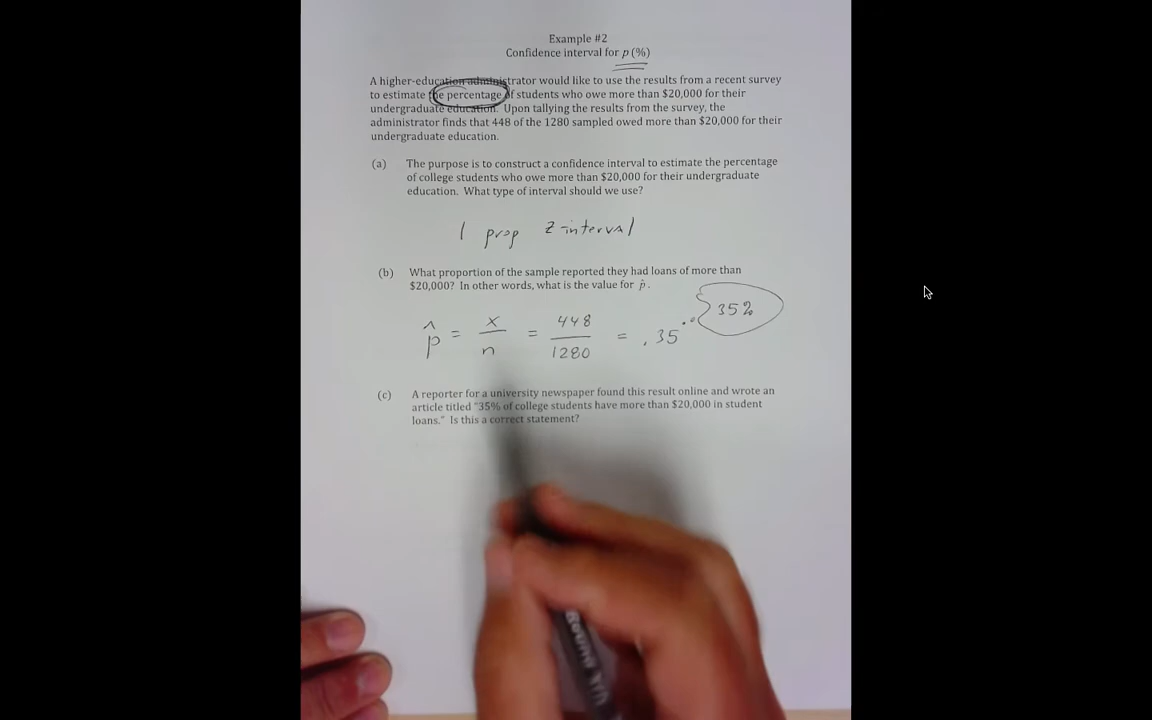 Example #2
Confidence interval for p (%)
A higher-education administrator would like to use the results from a recent survey
to estimate the percentage of students who owe more than $20,000 for their
undergraduate education. Upon tallying the results from the survey, the
administrator finds that 448 of the 1280 sampled owed more than $20,000 for their
undergraduate education.
(a) The purpose is to construct a confidence interval to estimate the percentage
of college students who owe more than $20,000 for their undergraduate
education. What type of interval should we use?
1 prop z-interval
(b) What proportion of the sample reported they had loans of more than
$20,000? In other words, what is the value for p̂.
p̂ = x/n = 448/1280 = .35 35%
(c) A reporter for a university newspaper found this result online and wrote an
article titled "35% of college students have more than $20,000 in student
loans." Is this a correct statement?